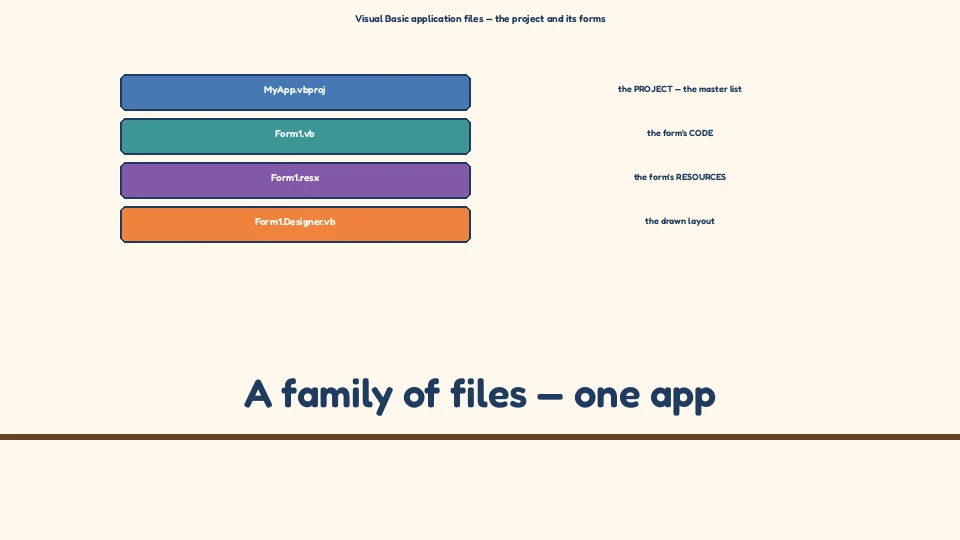 Visual Basic application files — the project and its forms
MyApp.vbproj
the PROJECT — the master list
Form1.vb
the form's CODE
Form1.resx
the form's RESOURCES
Form1.Designer.vb
the drawn layout
A family of files — one app